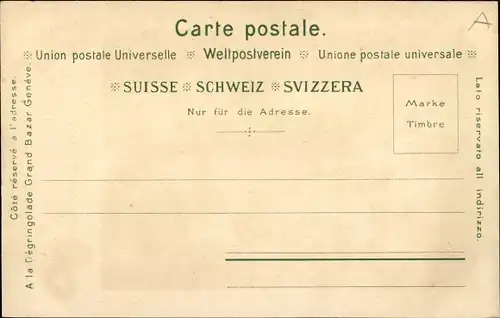 Carte postale.
Union postale Universelle ※ Weltpostverein ※ Unione postale universale
SUISSE ※ SCHWEIZ ※ SVIZZERA
Nur für die Adresse.
Marke
Timbre
Côté réservé à l'adresse.
A la Dégringolade Grand Bazar Genève.
Lato riservato all indirizzo.
A